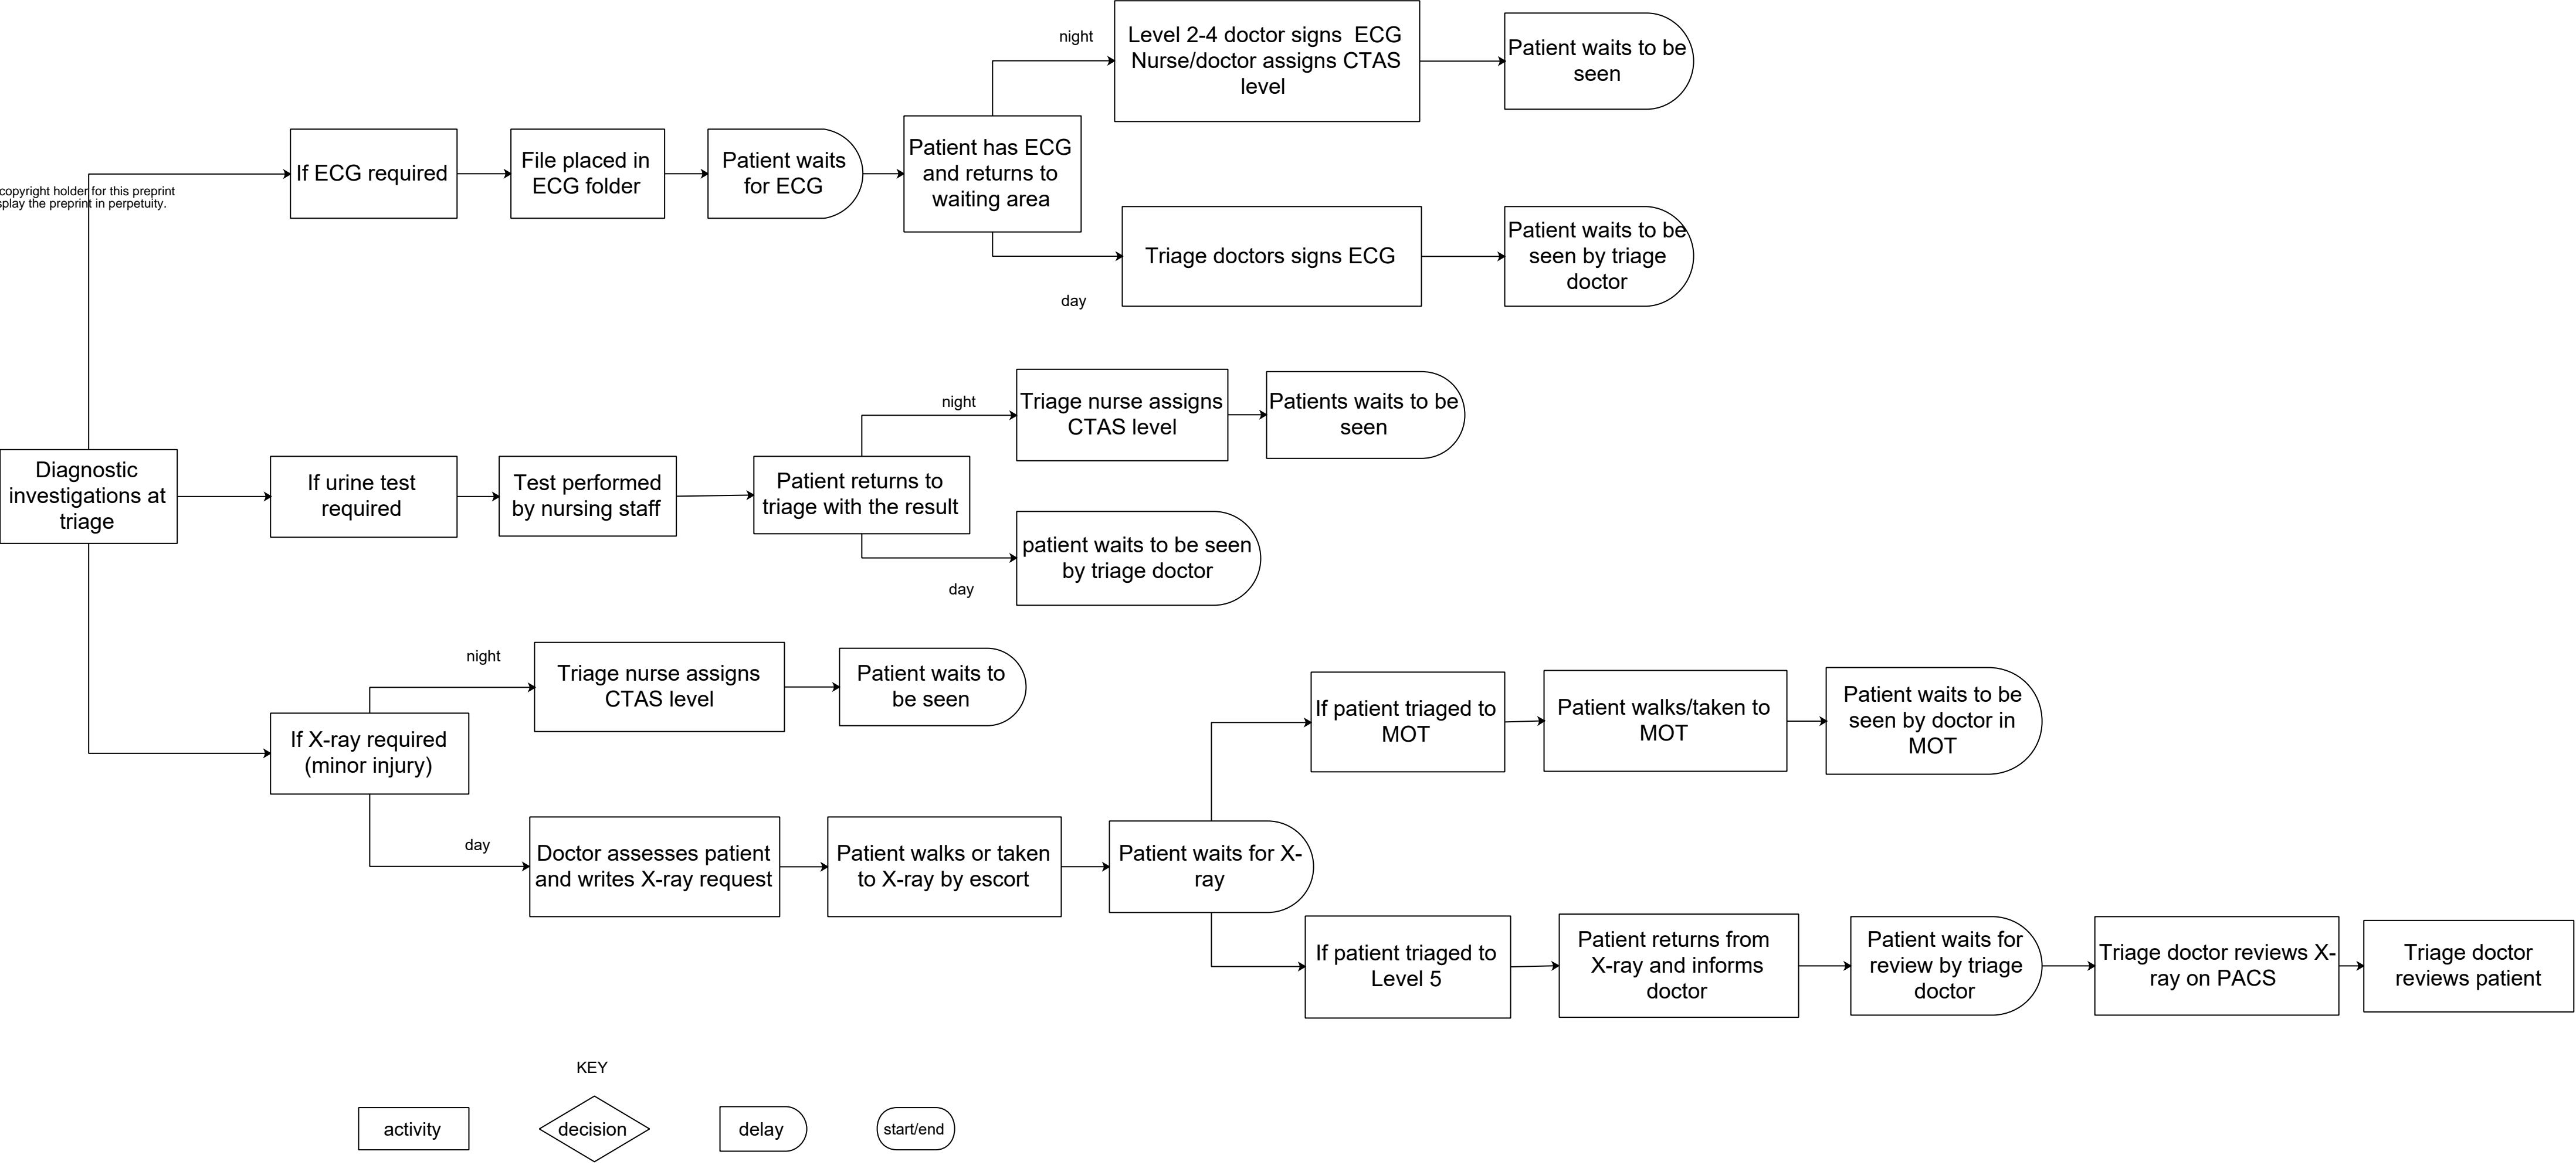 night
Level 2-4 doctor signs  ECG
Nurse/doctor assigns CTAS
level
Patient waits to be
seen
If ECG required
File placed in
ECG folder
Patient waits
for ECG
Patient has ECG
and returns to
waiting area
copyright holder for this preprint
display the preprint in perpetuity.
Triage doctors signs ECG
Patient waits to be
seen by triage
doctor
day
Diagnostic
investigations at
triage
If urine test
required
Test performed
by nursing staff
Patient returns to
triage with the result
night
Triage nurse assigns
CTAS level
Patients waits to be
seen
patient waits to be seen
by triage doctor
day
If X-ray required
(minor injury)
night
Triage nurse assigns
CTAS level
Patient waits to
be seen
day
Doctor assesses patient
and writes X-ray request
Patient walks or taken
to X-ray by escort
Patient waits for X-
ray
If patient triaged to
MOT
Patient walks/taken to
MOT
Patient waits to be
seen by doctor in
MOT
If patient triaged to
Level 5
Patient returns from
X-ray and informs
doctor
Patient waits for
review by triage
doctor
Triage doctor reviews X-
ray on PACS
Triage doctor
reviews patient
KEY
activity
decision
delay
start/end